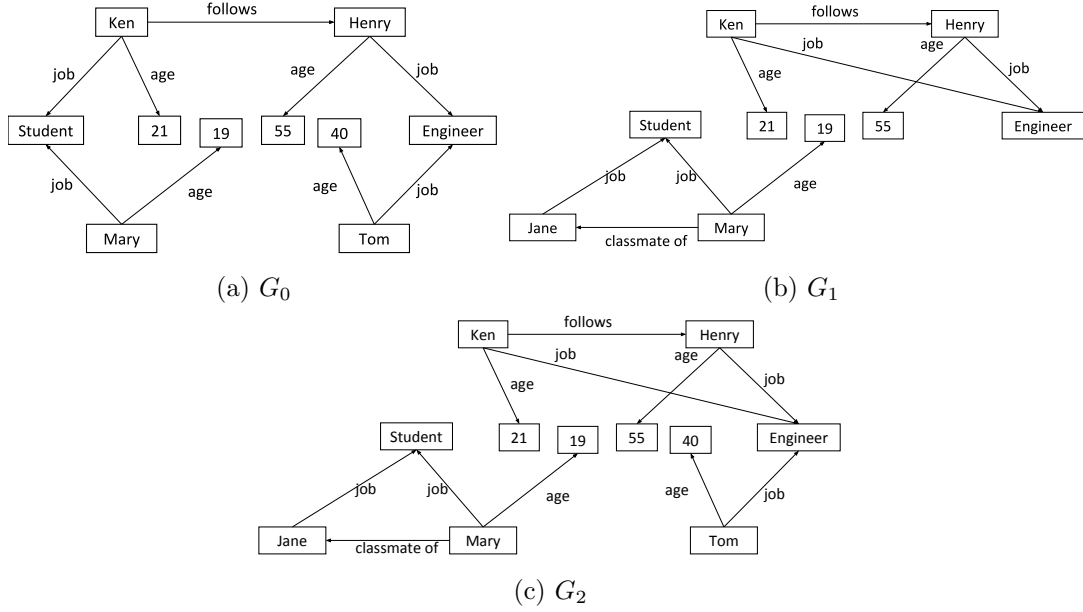 follows
Ken
Henry
job
age
age
job
Student
21
19
55
40
Engineer
job
age
age
job
Mary
Tom
(a) G₀
follows
Ken
Henry
job
age
age
job
Student
21
19
55
Engineer
job
job
age
Jane
Mary
classmate of
(b) G₁
follows
Ken
Henry
job
age
age
job
Student
21
19
55
40
Engineer
job
job
age
age
job
Jane
Mary
Tom
classmate of
(c) G₂